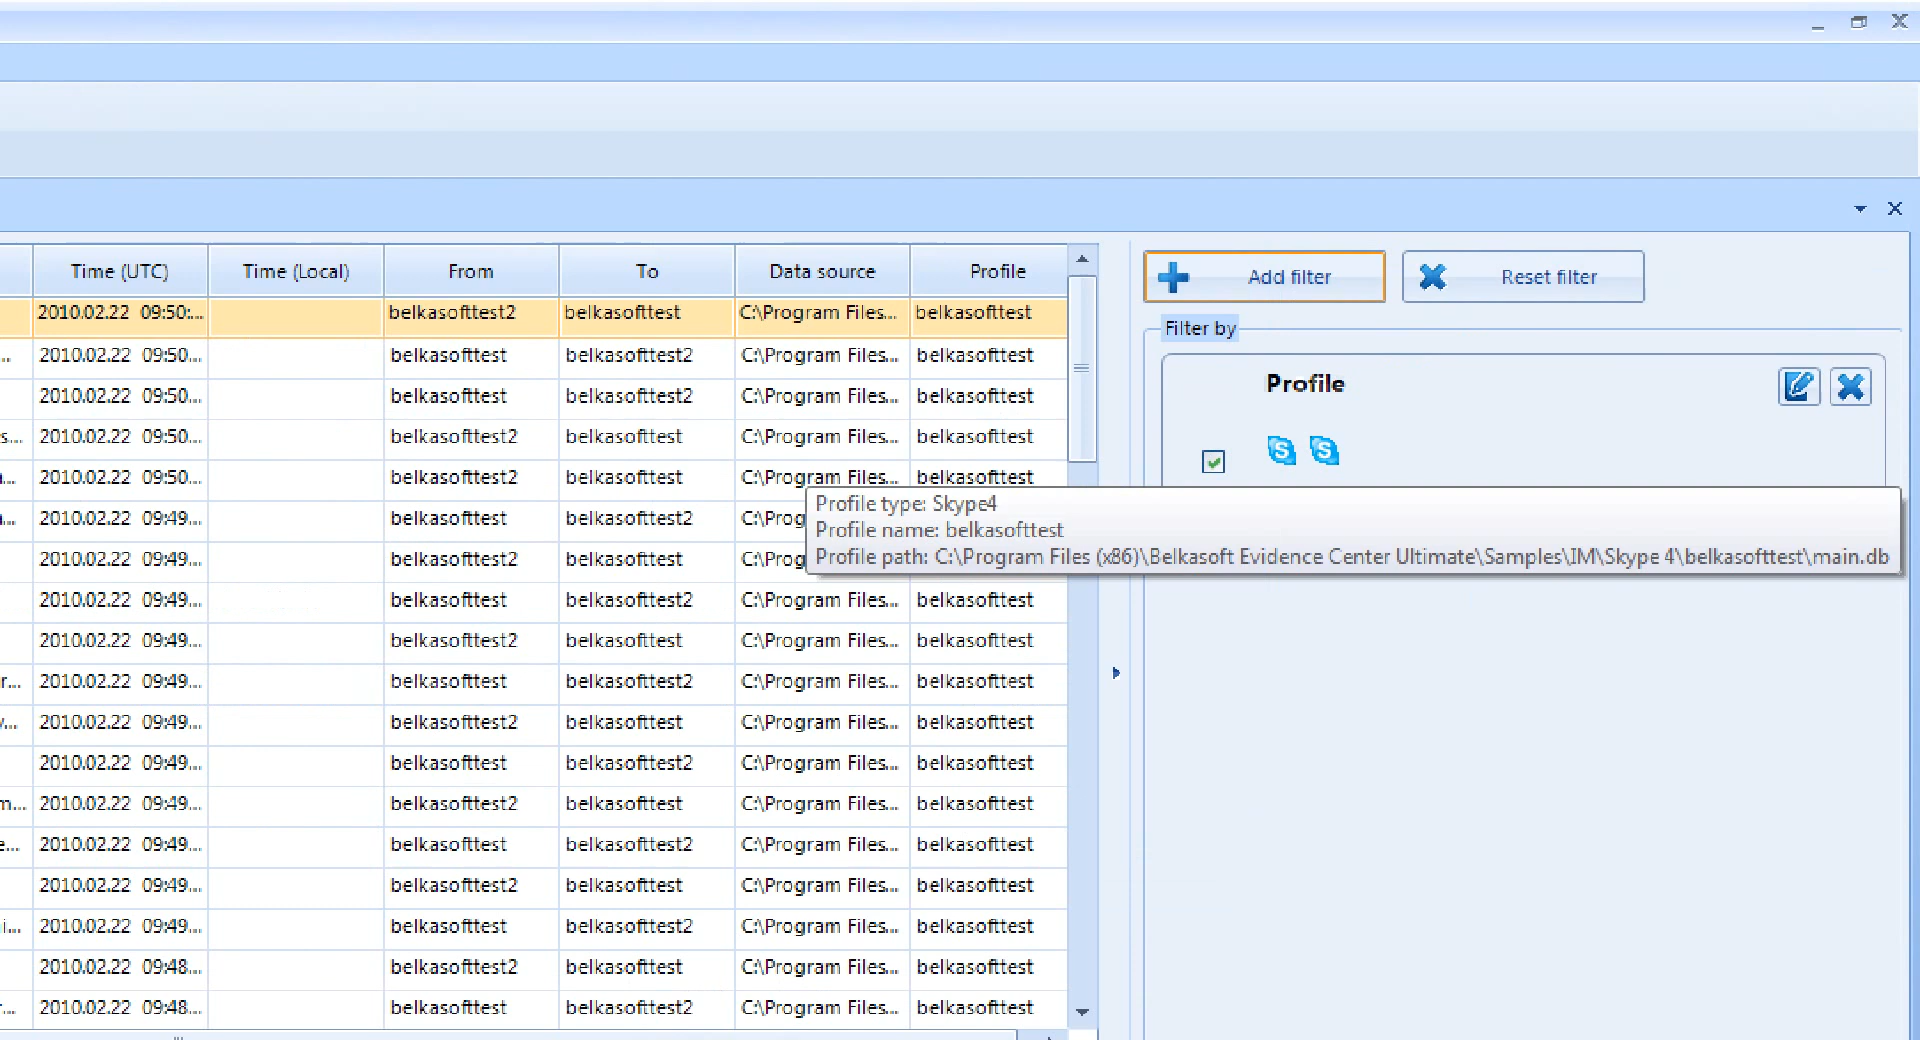 Time (UTC) Time (Local) From To Data source Profile
2010.02.22 09:50:... belkasofttest2 belkasofttest C:\Program Files... belkasofttest
... 2010.02.22 09:50... belkasofttest belkasofttest2 C:\Program Files... belkasofttest
2010.02.22 09:50... belkasofttest belkasofttest2 C:\Program Files... belkasofttest
s... 2010.02.22 09:50... belkasofttest2 belkasofttest C:\Program Files... belkasofttest
... 2010.02.22 09:50... belkasofttest2 belkasofttest C:\Program Files... belkasofttest
... 2010.02.22 09:49... belkasofttest belkasofttest2 C:\Prog
2010.02.22 09:49... belkasofttest2 belkasofttest C:\Prog
2010.02.22 09:49... belkasofttest belkasofttest2 C:\Program Files... belkasofttest
2010.02.22 09:49... belkasofttest2 belkasofttest C:\Program Files... belkasofttest
r... 2010.02.22 09:49... belkasofttest belkasofttest2 C:\Program Files... belkasofttest
... 2010.02.22 09:49... belkasofttest2 belkasofttest C:\Program Files... belkasofttest
2010.02.22 09:49... belkasofttest belkasofttest2 C:\Program Files... belkasofttest
m... 2010.02.22 09:49... belkasofttest2 belkasofttest C:\Program Files... belkasofttest
e... 2010.02.22 09:49... belkasofttest belkasofttest2 C:\Program Files... belkasofttest
2010.02.22 09:49... belkasofttest2 belkasofttest C:\Program Files... belkasofttest
i... 2010.02.22 09:49... belkasofttest belkasofttest2 C:\Program Files... belkasofttest
2010.02.22 09:48... belkasofttest2 belkasofttest C:\Program Files... belkasofttest
... 2010.02.22 09:48... belkasofttest belkasofttest2 C:\Program Files... belkasofttest
Add filter Reset filter
Filter by
Profile
Profile type: Skype4
Profile name: belkasofttest
Profile path: C:\Program Files (x86)\Belkasoft Evidence Center Ultimate\Samples\IM\Skype 4\belkasofttest\main.db